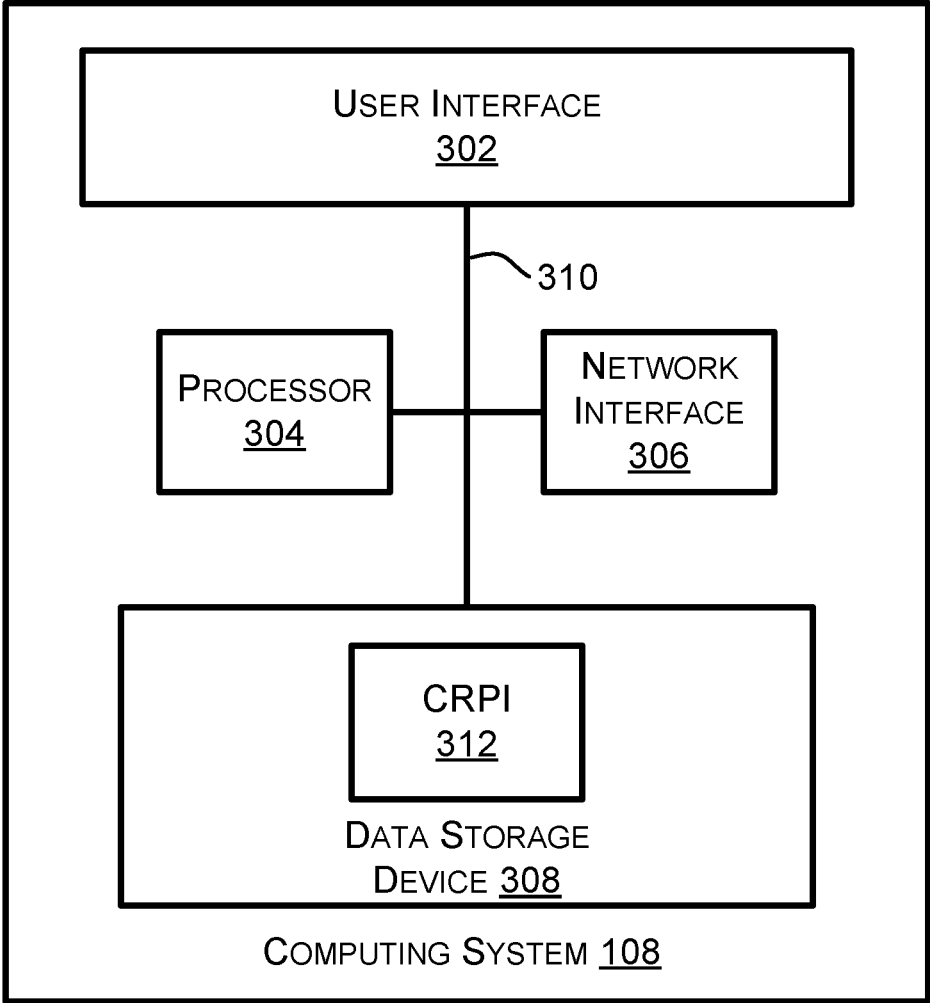 USER INTERFACE
302
310
PROCESSOR
304
NETWORK
INTERFACE
306
CRPI
312
DATA STORAGE
DEVICE 308
COMPUTING SYSTEM 108